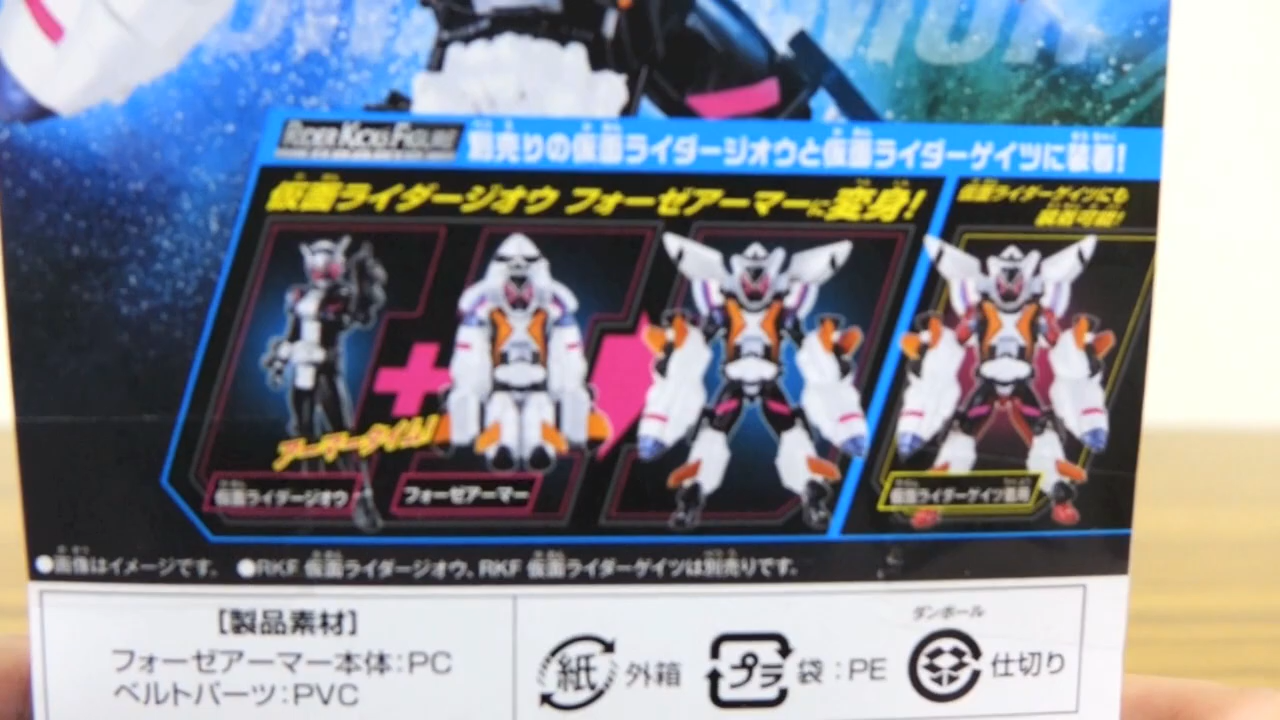 RIDER KICK'S FIGURE
別売りの仮面ライダージオウと仮面ライダーゲイツに装着!
仮面ライダージオウ フォーゼアーマーに変身!
仮面ライダーゲイツにも
装着可能!
アーマータイム!
仮面ライダージオウ
フォーゼアーマー
仮面ライダーゲイツ装着
●画像はイメージです。 ●RKF 仮面ライダージオウ、RKF 仮面ライダーゲイツは別売りです。
[製品素材]
フォーゼアーマー本体:PC
ベルトパーツ:PVC
紙 外箱
プラ 袋:PE
ダンボール
仕切り